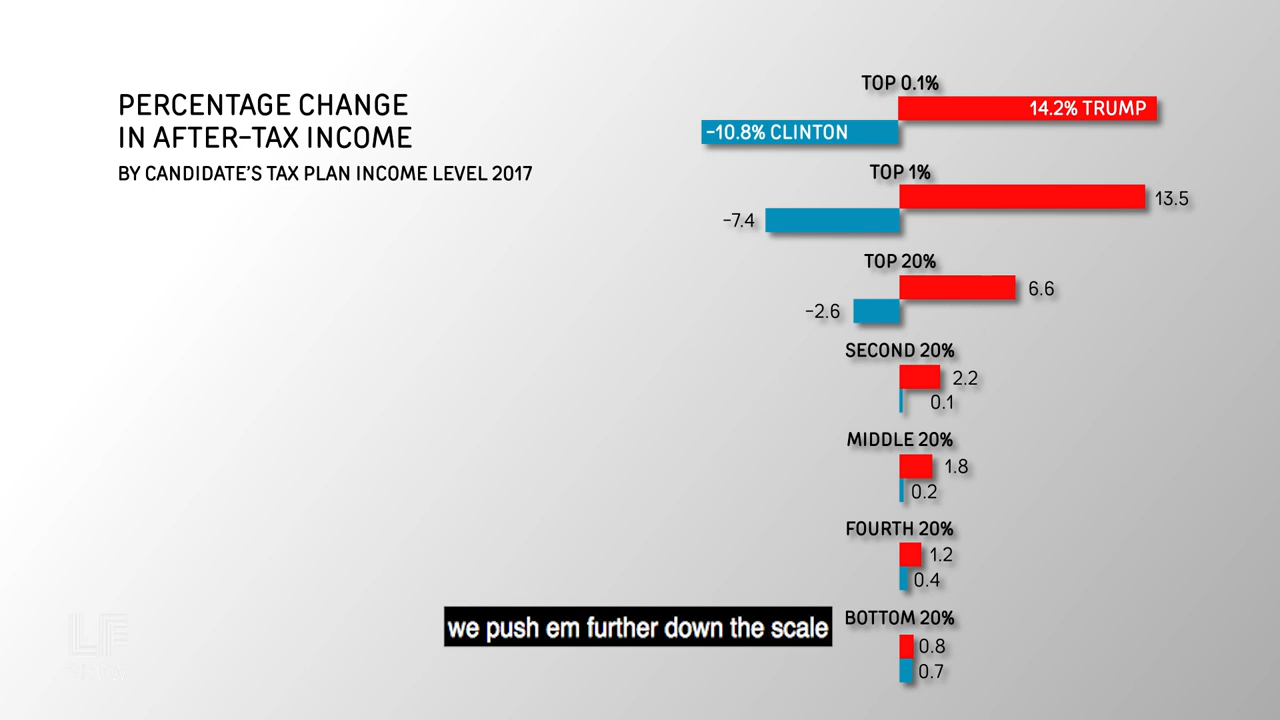 PERCENTAGE CHANGE
IN AFTER-TAX INCOME
BY CANDIDATE'S TAX PLAN INCOME LEVEL 2017
TOP 0.1%
14.2% TRUMP
-10.8% CLINTON
TOP 1%
13.5
-7.4
TOP 20%
6.6
-2.6
SECOND 20%
2.2
0.1
MIDDLE 20%
1.8
0.2
FOURTH 20%
1.2
0.4
BOTTOM 20%
0.8
0.7
we push em further down the scale
LF